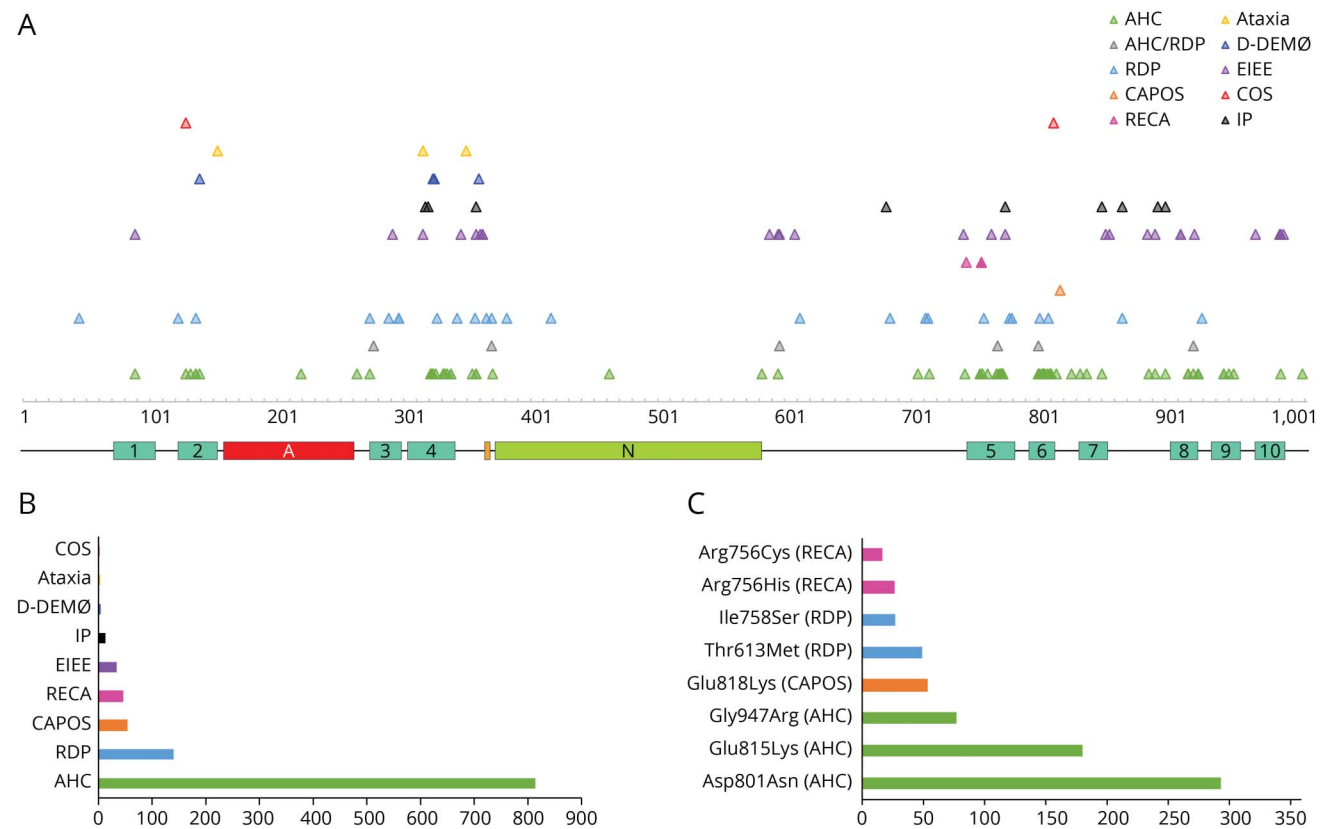 A
AHC Ataxia
AHC/RDP D-DEMØ
RDP EIEE
CAPOS COS
RECA IP
1 101 201 301 401 501 601 701 801 901 1,001
1 2 A 3 4 N 5 6 7 8 9 10
B
COS
Ataxia
D-DEMØ
IP
EIEE
RECA
CAPOS
RDP
AHC
0 100 200 300 400 500 600 700 800 900
C
Arg756Cys (RECA)
Arg756His (RECA)
Ile758Ser (RDP)
Thr613Met (RDP)
Glu818Lys (CAPOS)
Gly947Arg (AHC)
Glu815Lys (AHC)
Asp801Asn (AHC)
0 50 100 150 200 250 300 350